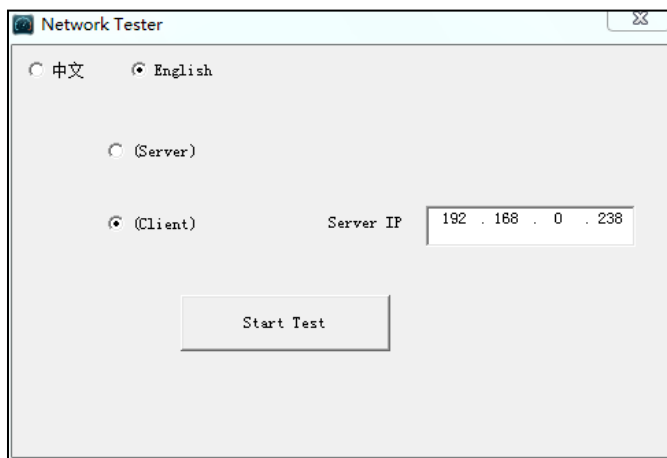 Network Tester
中文 English
(Server)
(Client) Server IP 192 . 168 . 0 . 238
Start Test